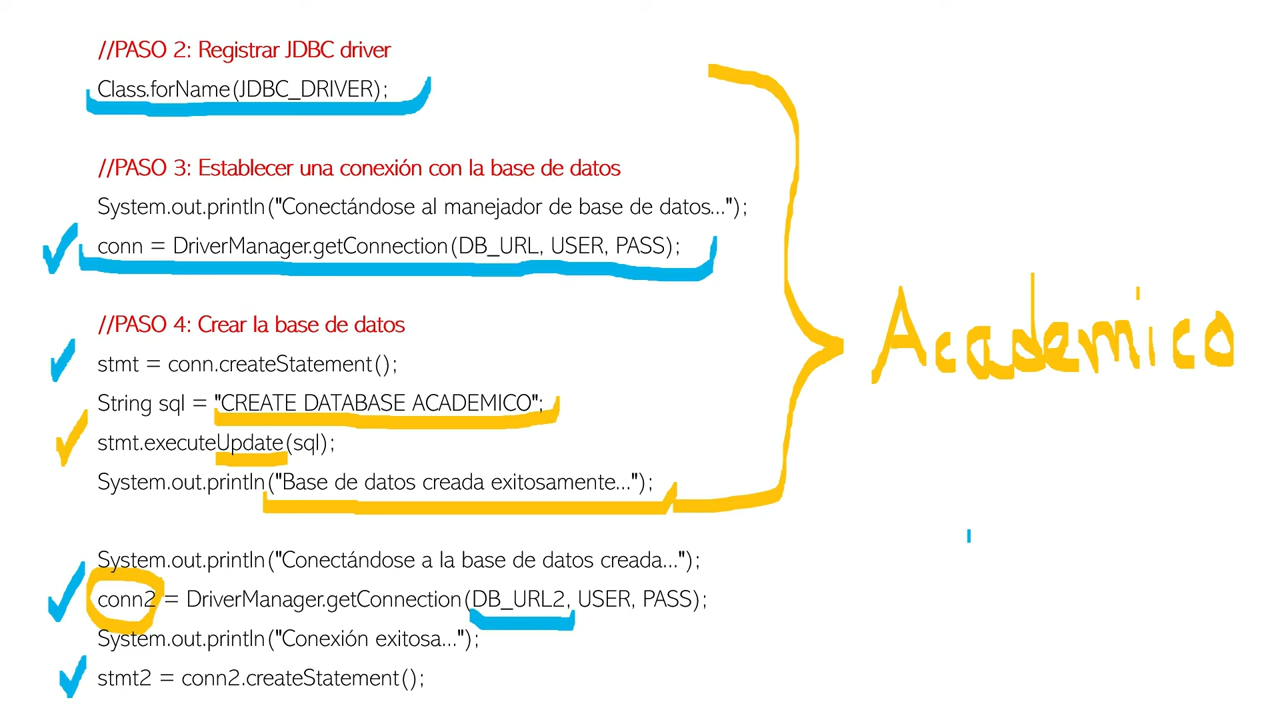 //PASO 2: Registrar JDBC driver
Class.forName(JDBC_DRIVER);
//PASO 3: Establecer una conexión con la base de datos
System.out.println("Conectándose al manejador de base de datos...");
conn = DriverManager.getConnection(DB_URL, USER, PASS);
//PASO 4: Crear la base de datos
stmt = conn.createStatement();
String sql = "CREATE DATABASE ACADEMICO";
stmt.executeUpdate(sql);
System.out.println("Base de datos creada exitosamente...");
Academico
System.out.println("Conectándose a la base de datos creada...");
conn2 = DriverManager.getConnection(DB_URL2, USER, PASS);
System.out.println("Conexión exitosa...");
stmt2 = conn2.createStatement();